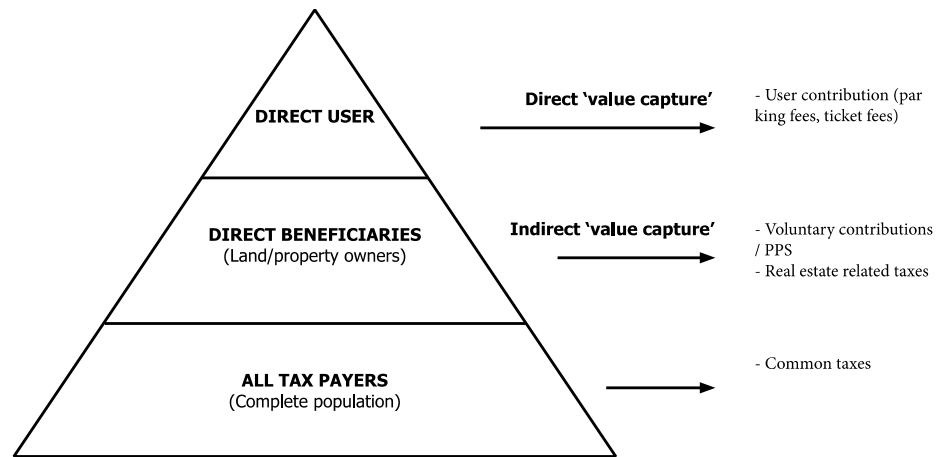 DIRECT USER
Direct ‘value capture’
- User contribution (par
king fees, ticket fees)
DIRECT BENEFICIARIES
(Land/property owners)
Indirect ‘value capture’
- Voluntary contributions
/ PPS
- Real estate related taxes
ALL TAX PAYERS
(Complete population)
- Common taxes